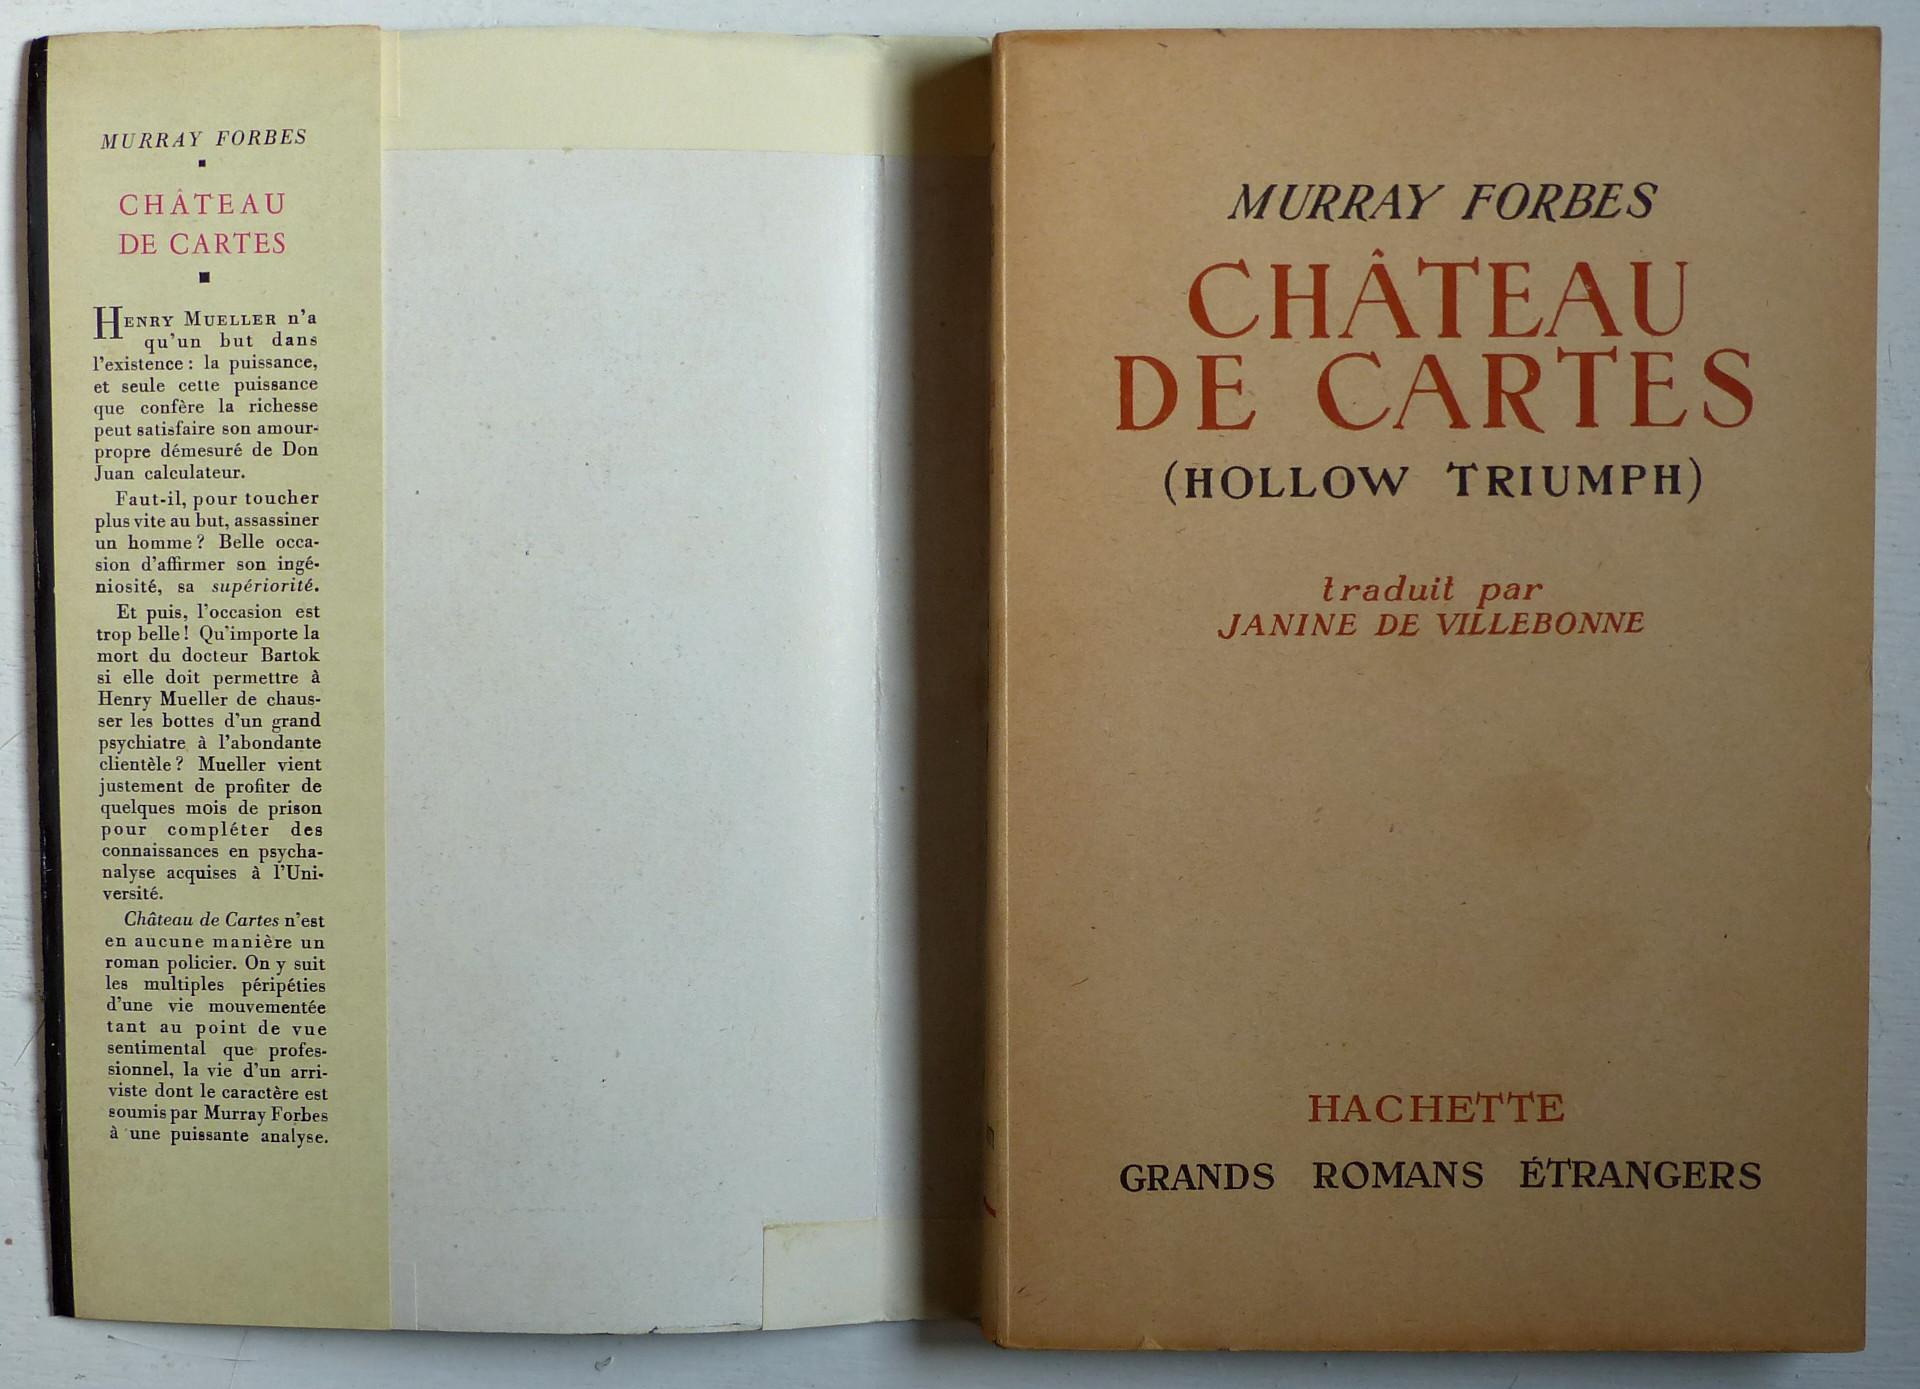 MURRAY FORBES
CHÂTEAU
DE CARTES
HENRY MUELLER n'a
qu'un but dans
l'existence : la puissance,
et seule cette puissance
que confère la richesse
peut satisfaire son amour-
propre démesuré de Don
Juan calculateur.
Faut-il, pour toucher
plus vite au but, assassiner
un homme ? Belle occa-
sion d'affirmer son ingé-
niosité, sa supériorité.
Et puis, l'occasion est
trop belle ! Qu'importe la
mort du docteur Bartok
si elle doit permettre à
Henry Mueller de chaus-
ser les bottes d'un grand
psychiatre à l'abondante
clientèle ? Mueller vient
justement de profiter de
quelques mois de prison
pour compléter des
connaissances en psycha-
nalyse acquises à l'Uni-
versité.
Château de Cartes n'est
en aucune manière un
roman policier. On y suit
les multiples péripéties
d'une vie mouvementée
tant au point de vue
sentimental que profes-
sionnel, la vie d'un arri-
viste dont le caractère est
soumis par Murray Forbes
à une puissante analyse.
MURRAY FORBES
CHÂTEAU
DE CARTES
(HOLLOW TRIUMPH)
traduit par
JANINE DE VILLEBONNE
HACHETTE
GRANDS ROMANS ÉTRANGERS